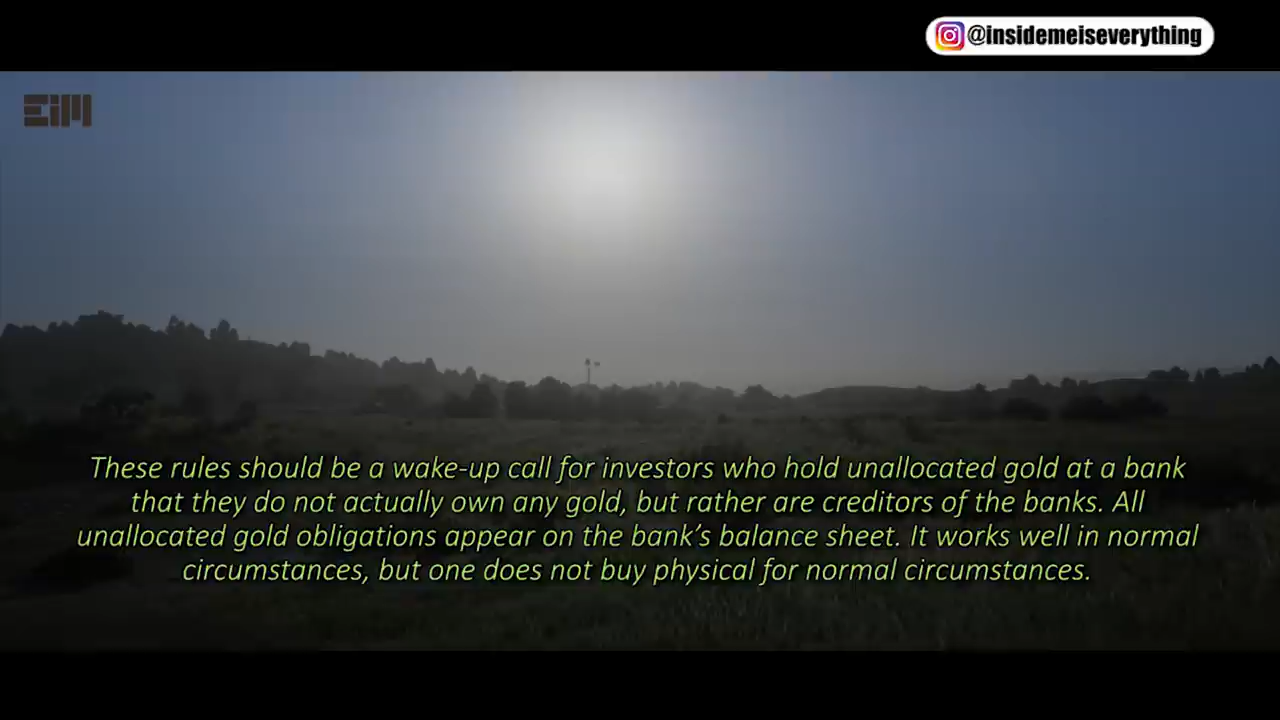 @insidemeiseverything
EiM
These rules should be a wake-up call for investors who hold unallocated gold at a bank
that they do not actually own any gold, but rather are creditors of the banks. All
unallocated gold obligations appear on the bank’s balance sheet. It works well in normal
circumstances, but one does not buy physical for normal circumstances.